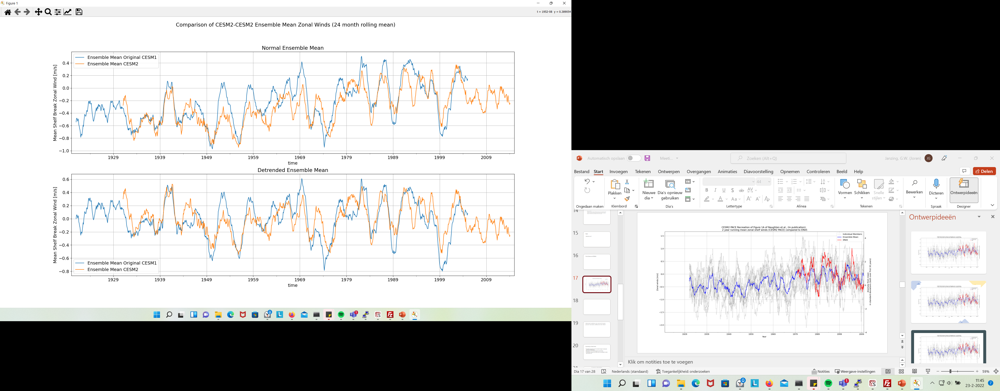 Figure 1
t = 1952-08 y = 0.389054
Comparison of CESM2-CESM2 Ensemble Mean Zonal Winds (24 month rolling mean)
Normal Ensemble Mean
Ensemble Mean Original CESM1
Ensemble Mean CESM2
Mean Shelf Break Zonal Wind [m/s]
0.4
0.2
0.0
−0.2
−0.4
−0.6
−0.8
−1.0
1929 1939 1949 1959 1969 1979 1989 1999 2009
time
Detrended Ensemble Mean
Mean Shelf Break Zonal Wind [m/s]
0.6
0.4
0.2
0.0
−0.2
−0.4
−0.6
−0.8
Ensemble Mean Original CESM1
Ensemble Mean CESM2
1929 1939 1949 1959 1969 1979 1989 1999 2009
time
Automatisch opslaan
Meeti...
Zoeken (Alt+Q)
Janzing, G.W. (Joren) JG
Bestand Start Invoegen Tekenen Ontwerpen Overgangen Animaties Diavoorstelling Opnemen Controleren Beeld Help
Delen
44
Plakken
Nieuwe dia
Dia's opnieuw gebruiken
Vormen Schikken Snelle stijlen
Bewerken
Dicteren
Ontwerpideeën
Ongedaan maken Klembord Dia's Lettertype Alinea Tekenen Spraak Designer
14
15
16
17
18
19
20
21
CESM2 PACE Recreation of Figure 1A of Naughten et al., (in publication):
2 year running mean zonal shelf winds (CESM2 PACE) compared to ERA5
Individual Members
Ensemble Mean
ERA5
Zonal winds [m/s]
1.5
1.0
0.5
0.0
−0.5
−1.0
−1.5
−2.0
4
2
0
-2
-4
Anomaly from mean
in standard deviations (both over first 30 years)
1929 1939 1949 1959 1969 1979 1989 1999 2009
Year
Ontwerpideeën
Klik om notities toe te voegen
Dia 17 van 28 Nederlands (standaard) Toegankelijkheid: onderzoeken Notities Weergave-instellingen 59%
11:45
23-2-2022
7